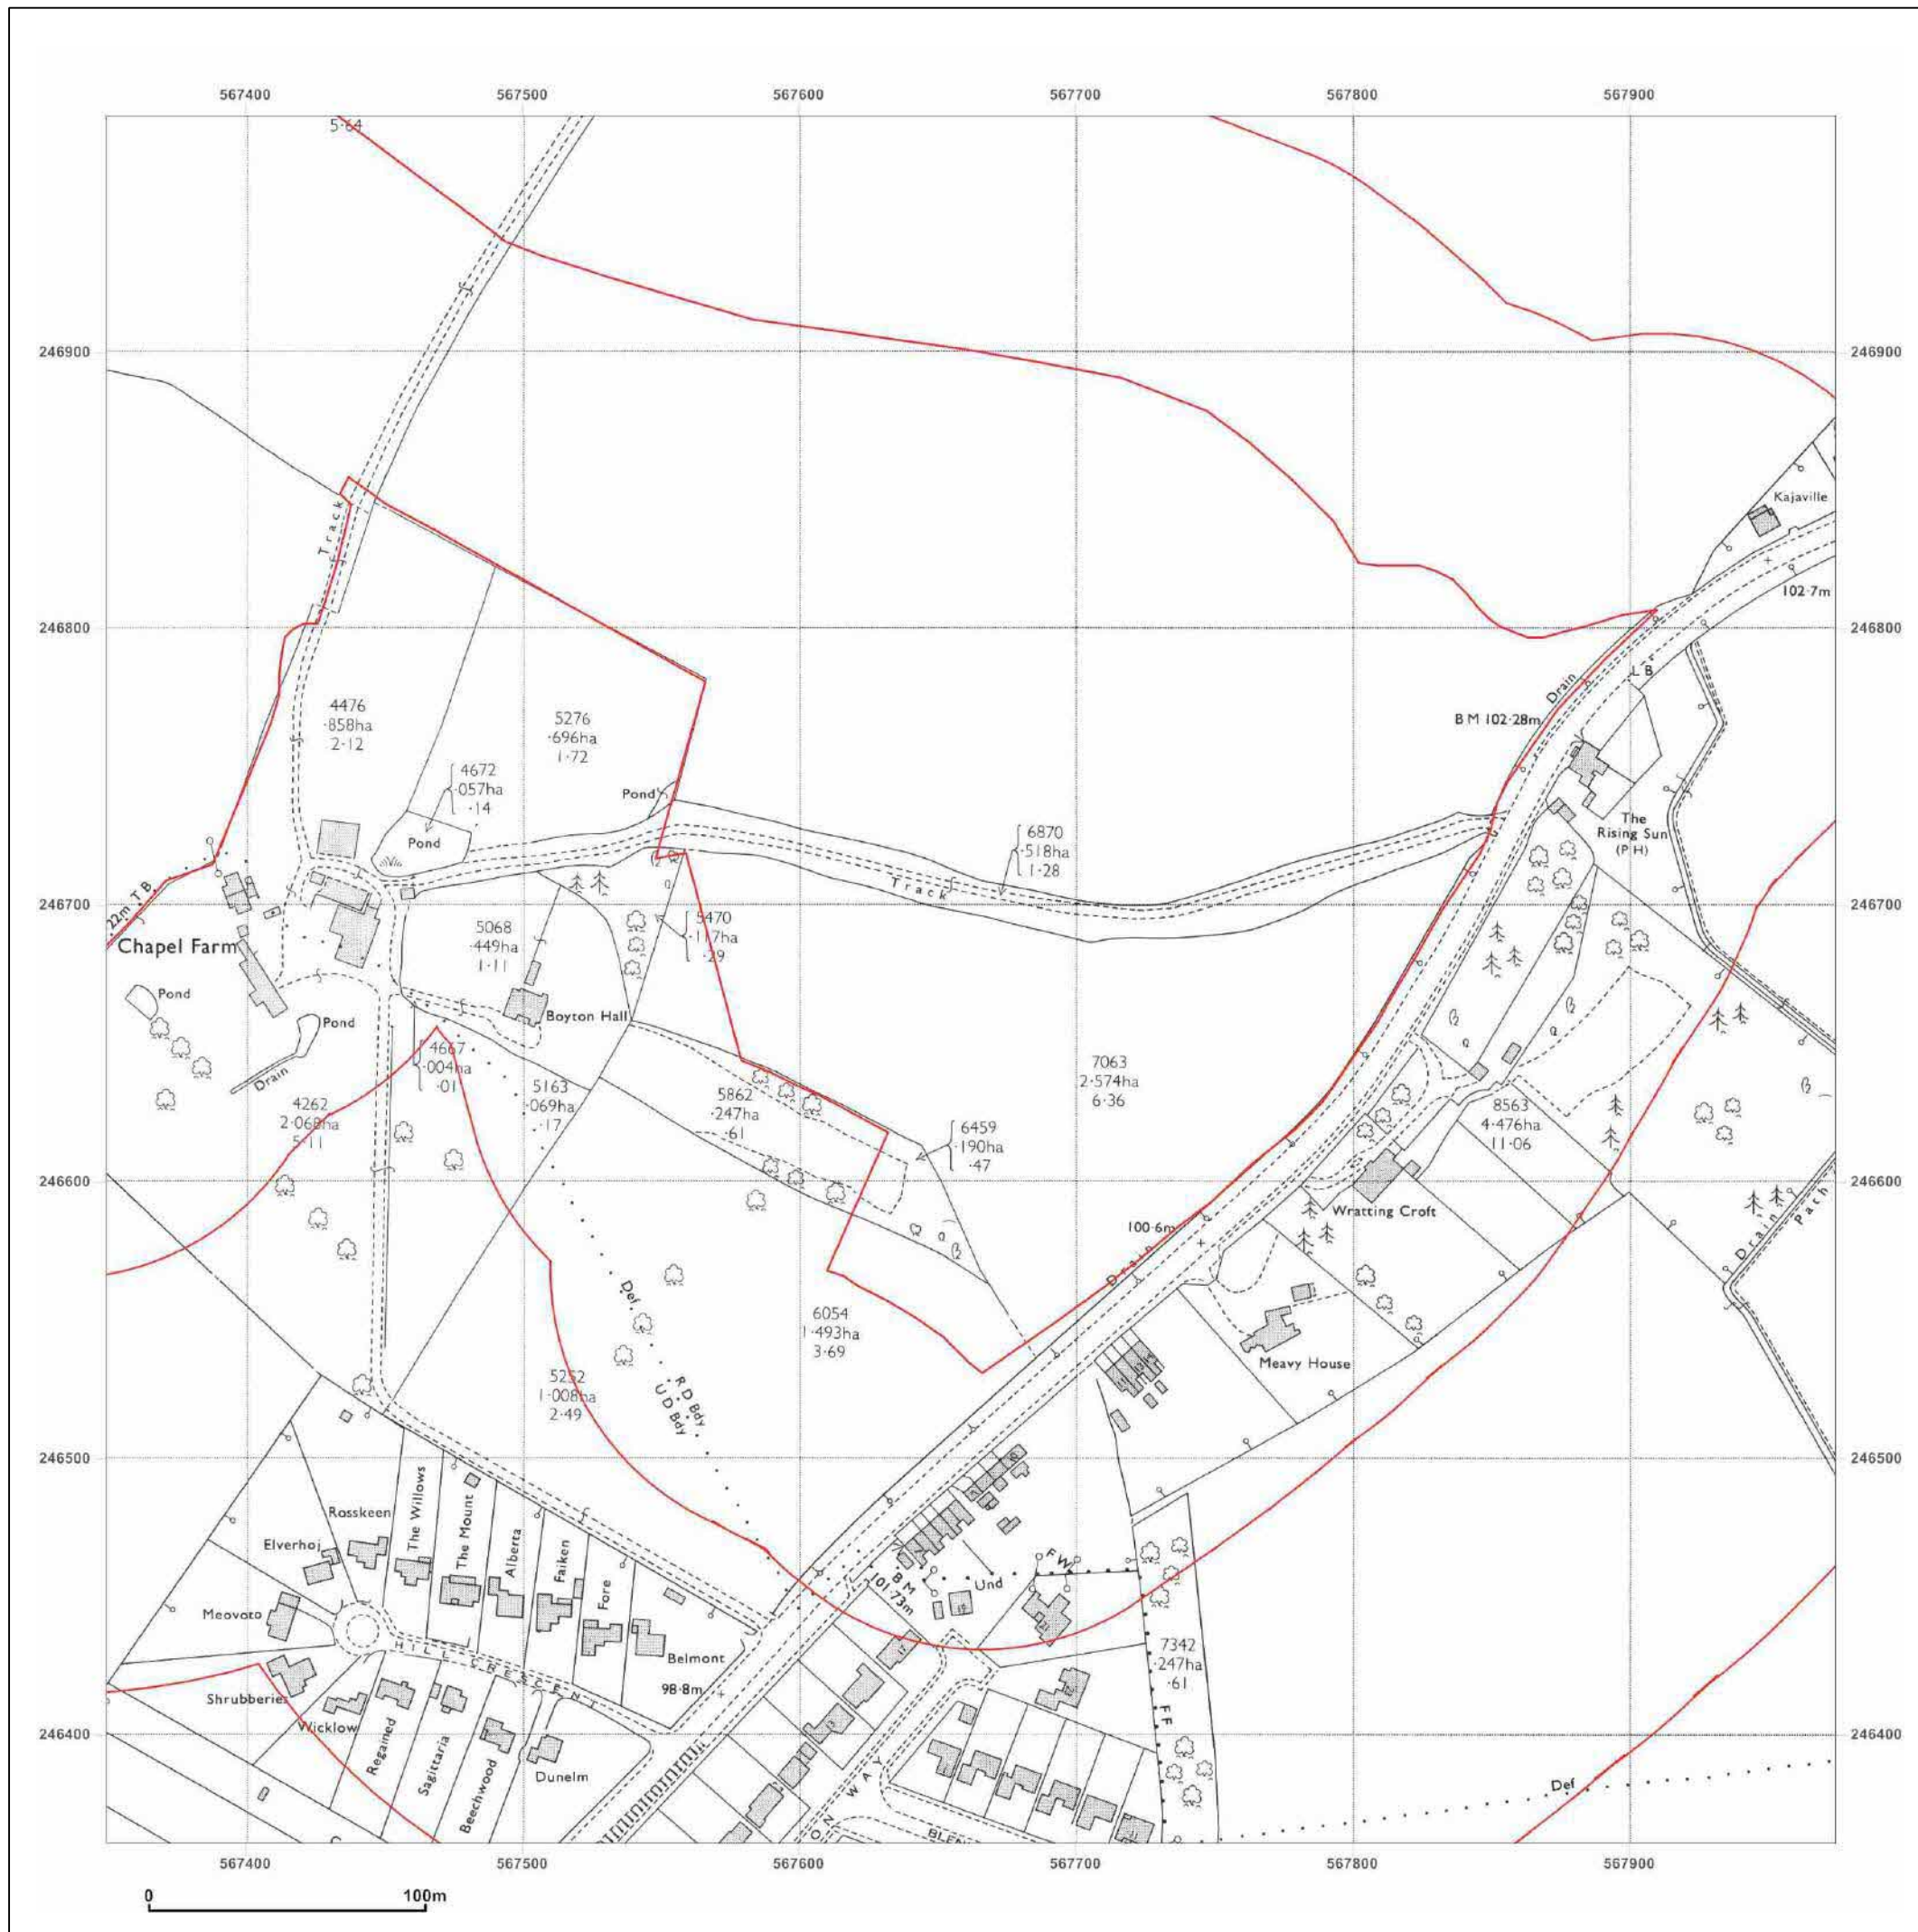 567400 567500 567600 567700 567800 567900
5·64
246900 246900
Kajaville
Track
102·7m
246800 246800
Drain
L B
B M 102·28m
4476
·858ha
2·12
5276
·696ha
1·72
4672
·057ha
·14
Pond
Pond
The
Rising Sun
(P H)
6870
·518ha
1·28
Track
22m T B
246700 246700
Chapel Farm
5068
·449ha
1·11
5470
·117ha
·29
Pond
Pond
Boyton Hall
Drain
4667
·004ha
·01
7063
2·574ha
6·36
5163
·069ha
·17
5862
·247ha
·61
4262
2·068ha
5·11
6459
·190ha
·47
8563
4·476ha
11·06
246600 246600
Wratting Croft
Path
Drain
100·6m
Drain
Def
6054
1·493ha
3·69
Meavy House
5252
1·008ha
2·49
R D Bdy
U D Bdy
246500 246500
The Willows
Rosskeen
The Mount
Elverhoj
Alberta
Faiken
Fore
F W
B M
101·73m
Und
Meovoto
HILL CRESCENT
Belmont
17
7342
·247ha
·61
Shrubberies
98·8m
Wicklow
Regained
Sagittaria
Beechwood
Dunelm
13
F F
246400 246400
WAY
Def
ON
BLEN
567400 567500 567600 567700 567800 567900
0 100m